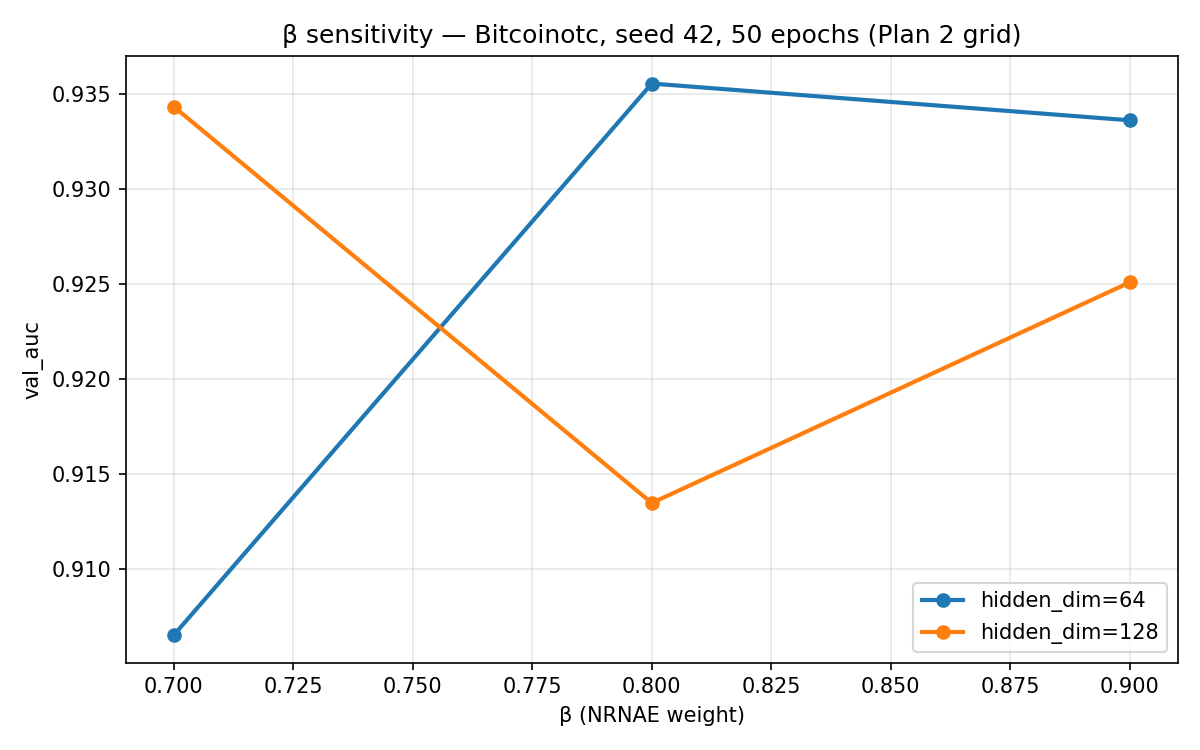 β sensitivity — Bitcoinotc, seed 42, 50 epochs (Plan 2 grid)
val_auc
0.935
0.930
0.925
0.920
0.915
0.910
hidden_dim=64
hidden_dim=128
0.700 0.725 0.750 0.775 0.800 0.825 0.850 0.875 0.900
β (NRNAE weight)